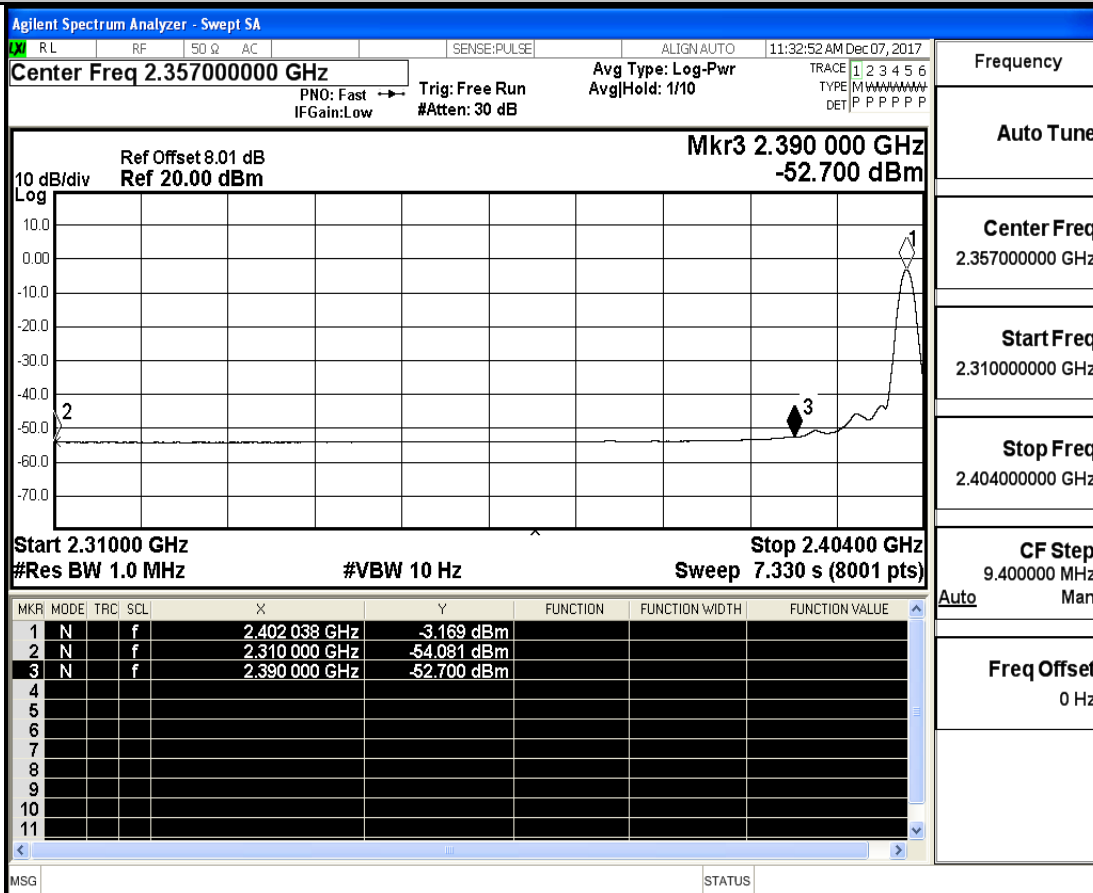 Agilent Spectrum Analyzer - Swept SA
LXI RL RF 50 Ω AC SENSE:PULSE ALIGN AUTO 11:32:52 AM Dec 07, 2017
Center Freq 2.357000000 GHz
PNO: Fast
IFGain:Low
Trig: Free Run
#Atten: 30 dB
Avg Type: Log-Pwr
Avg|Hold: 1/10
TRACE 1 2 3 4 5 6
TYPE M
DET P P P P P P
Mkr3 2.390 000 GHz
-52.700 dBm
Ref Offset 8.01 dB
10 dB/div Ref 20.00 dBm
Log
10.0
0.00
-10.0
-20.0
-30.0
-40.0
-50.0
-60.0
-70.0
1
2
3
Start 2.31000 GHz Stop 2.40400 GHz
#Res BW 1.0 MHz #VBW 10 Hz Sweep 7.330 s (8001 pts)
MKR MODE TRC SCL X Y FUNCTION FUNCTION WIDTH FUNCTION VALUE
1 N f 2.402 038 GHz -3.169 dBm
2 N f 2.310 000 GHz -54.081 dBm
3 N f 2.390 000 GHz -52.700 dBm
4
5
6
7
8
9
10
11
MSG STATUS
Frequency
Auto Tune
Center Freq
2.357000000 GHz
Start Freq
2.310000000 GHz
Stop Freq
2.404000000 GHz
CF Step
9.400000 MHz
Auto Man
Freq Offset
0 Hz